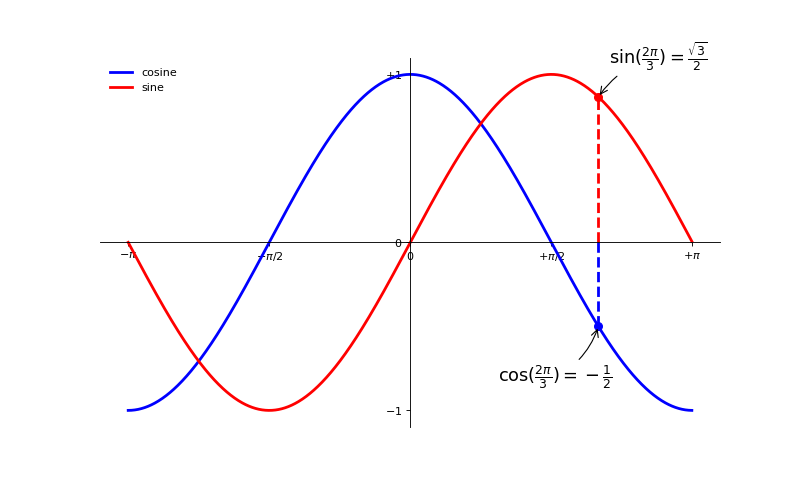 sin(2π/3) = √3/2
cosine
sine
+1
0
−π
−π/2
0
+π/2
+π
cos(2π/3) = −1/2
−1